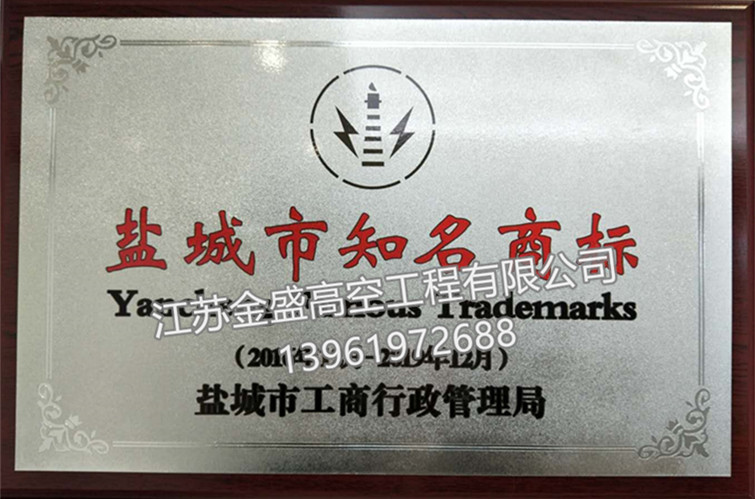 盐城市知名商标
江苏金盛高空工程有限公司
Trademarks
13961972688
盐城市工商行政管理局